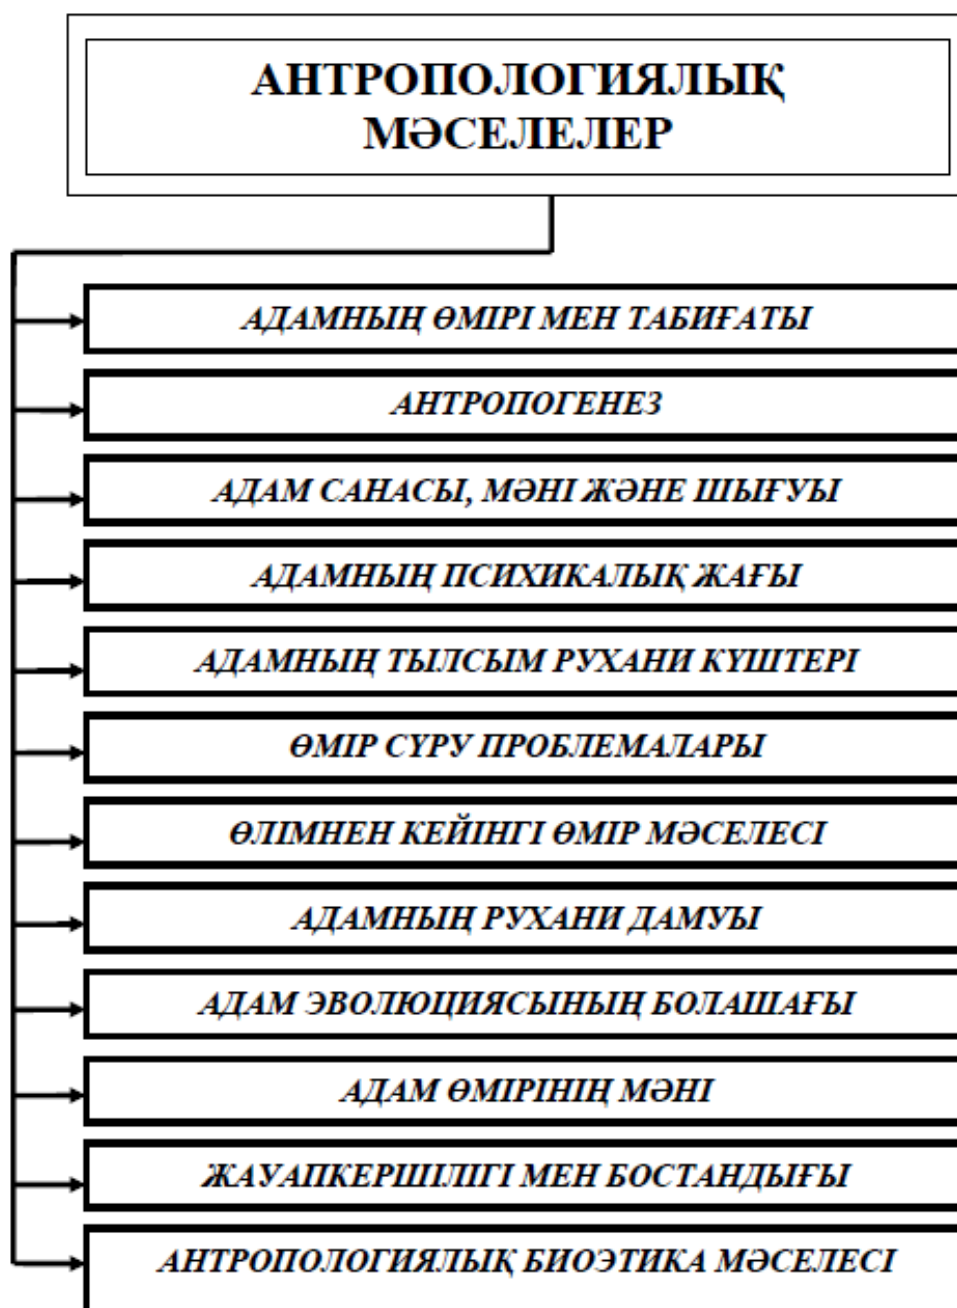 АНТРОПОЛОГИЯЛЫҚ
МӘСЕЛЕЛЕР
АДАМНЫҢ ӨМІРІ МЕН ТАБИҒАТЫ
АНТРОПОГЕНЕЗ
АДАМ САНАСЫ, МӘНІ ЖӘНЕ ШЫҒУЫ
АДАМНЫҢ ПСИХИКАЛЫҚ ЖАҒЫ
АДАМНЫҢ ТЫЛСЫМ РУХАНИ КҮШТЕРІ
ӨМІР СҮРУ ПРОБЛЕМАЛАРЫ
ӨЛІМНЕН КЕЙІНГІ ӨМІР МӘСЕЛЕСІ
АДАМНЫҢ РУХАНИ ДАМУЫ
АДАМ ЭВОЛЮЦИЯСЫНЫҢ БОЛАШАҒЫ
АДАМ ӨМІРІНІҢ МӘНІ
ЖАУАПКЕРШІЛІГІ МЕН БОСТАНДЫҒЫ
АНТРОПОЛОГИЯЛЫҚ БИОЭТИКА МӘСЕЛЕСІ